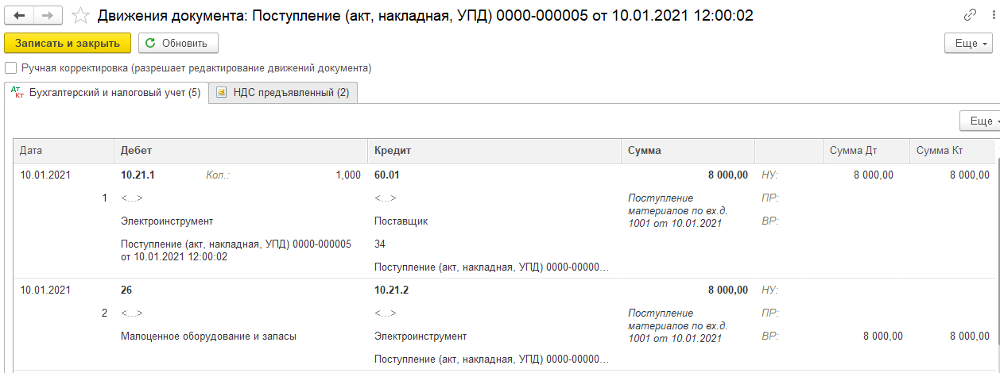 Движения документа: Поступление (акт, накладная, УПД) 0000-000005 от 10.01.2021 12:00:02
Записать и закрыть Обновить Еще
Ручная корректировка (разрешает редактирование движений документа)
Дт Кт Бухгалтерский и налоговый учет (5) НДС предъявленный (2)
Еще
Дата Дебет Кредит Сумма Сумма Дт Сумма Кт
10.01.2021 10.21.1 Кол.: 1,000 60.01 8 000,00 НУ: 8 000,00 8 000,00
1 <...> <...> Поступление ПР:
материалов по вх.д.
Электроинструмент Поставщик 1001 от 10.01.2021 ВР:
Поступление (акт, накладная, УПД) 0000-000005 34
от 10.01.2021 12:00:02
Поступление (акт, накладная, УПД) 0000-00000...
10.01.2021 26 10.21.2 8 000,00 НУ:
2 <...> <...> Поступление ПР:
материалов по вх.д.
Малоценное оборудование и запасы Электроинструмент 1001 от 10.01.2021 ВР: 8 000,00 8 000,00
Поступление (акт, накладная, УПД) 0000-00000...